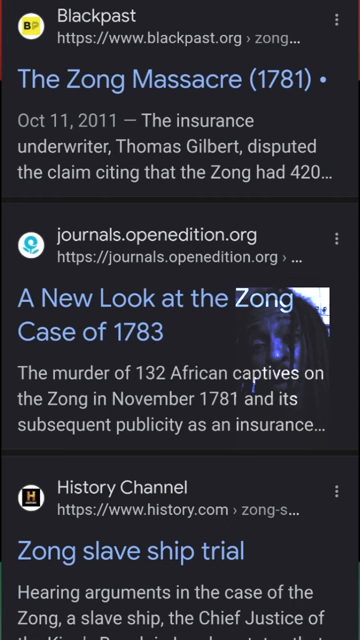 BP
Blackpast
https://www.blackpast.org › zong...
The Zong Massacre (1781) •
Oct 11, 2011 — The insurance
underwriter, Thomas Gilbert, disputed
the claim citing that the Zong had 420...
journals.openedition.org
https://journals.openedition.org › ...
A New Look at the Zong
Case of 1783
The murder of 132 African captives on
the Zong in November 1781 and its
subsequent publicity as an insurance...
H
History Channel
https://www.history.com › zong-s...
Zong slave ship trial
Hearing arguments in the case of the
Zong, a slave ship, the Chief Justice of